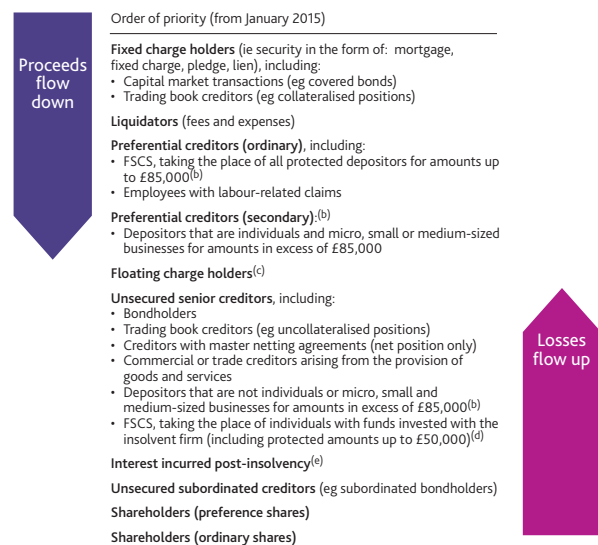 Order of priority (from January 2015)
Proceeds
flow
down
Fixed charge holders (ie security in the form of: mortgage,
fixed charge, pledge, lien), including:
• Capital market transactions (eg covered bonds)
• Trading book creditors (eg collateralised positions)
Liquidators (fees and expenses)
Preferential creditors (ordinary), including:
• FSCS, taking the place of all protected depositors for amounts up
to £85,000(b)
• Employees with labour-related claims
Preferential creditors (secondary):(b)
• Depositors that are individuals and micro, small or medium-sized
businesses for amounts in excess of £85,000
Floating charge holders(c)
Unsecured senior creditors, including:
• Bondholders
• Trading book creditors (eg uncollateralised positions)
• Creditors with master netting agreements (net position only)
• Commercial or trade creditors arising from the provision of
goods and services
• Depositors that are not individuals or micro, small and
medium-sized businesses for amounts in excess of £85,000(b)
• FSCS, taking the place of individuals with funds invested with the
insolvent firm (including protected amounts up to £50,000)(d)
Interest incurred post-insolvency(e)
Unsecured subordinated creditors (eg subordinated bondholders)
Shareholders (preference shares)
Shareholders (ordinary shares)
Losses
flow up